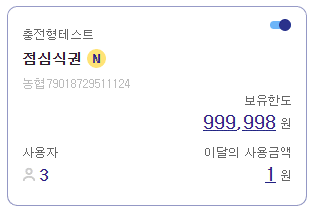 충전형테스트
점심식권 N
농협79018729511124
보유한도
999,998 원
사용자 이달의 사용금액
3 1 원